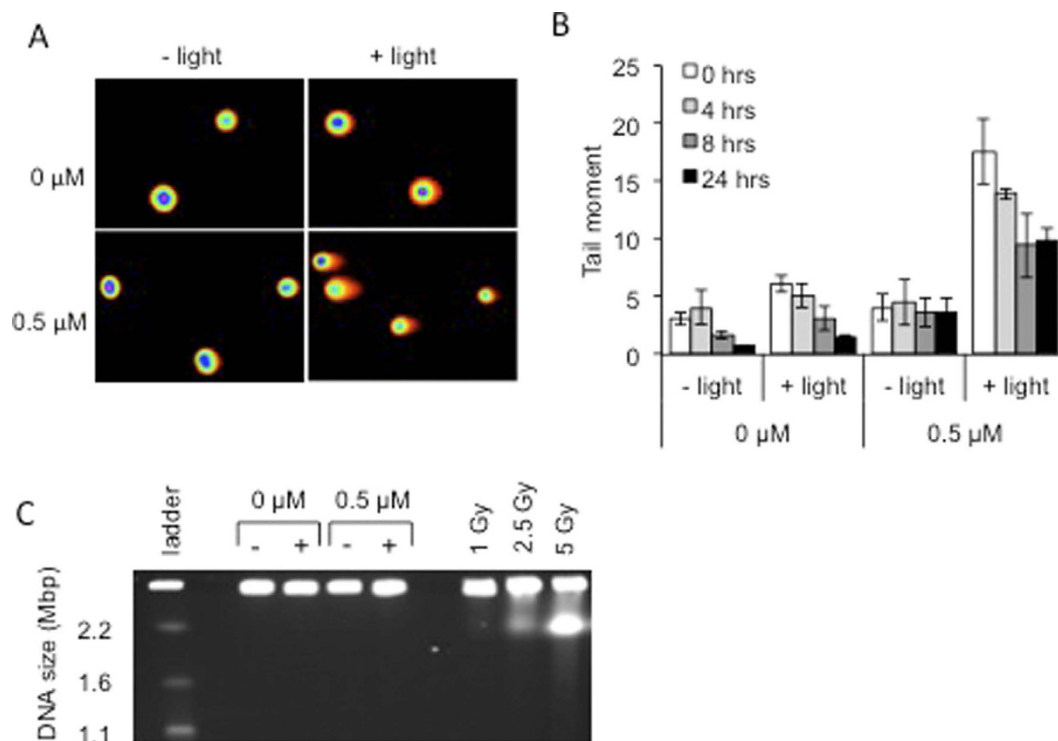 A
- light
+ light
0 µM
0.5 µM
B
Tail moment
25
20
15
10
5
0
0 hrs
4 hrs
8 hrs
24 hrs
- light
+ light
- light
+ light
0 µM
0.5 µM
C
ladder
0 µM
0.5 µM
-
+
-
+
1 Gy
2.5 Gy
5 Gy
DNA size (Mbp)
2.2
1.6
1.1